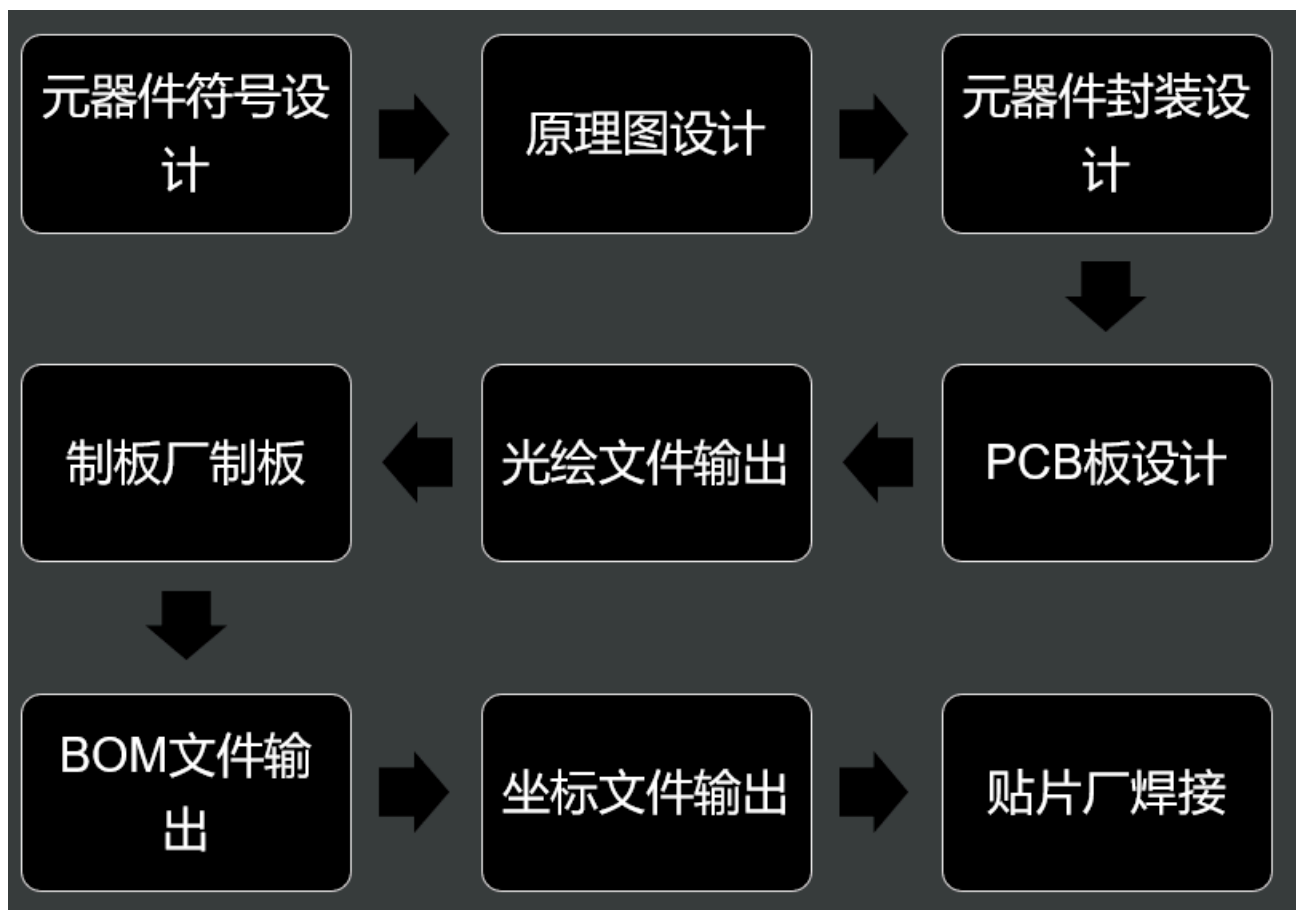 元器件符号设
计
原理图设计
元器件封装设
计
PCB板设计
光绘文件输出
制板厂制板
BOM文件输
出
坐标文件输出
贴片厂焊接